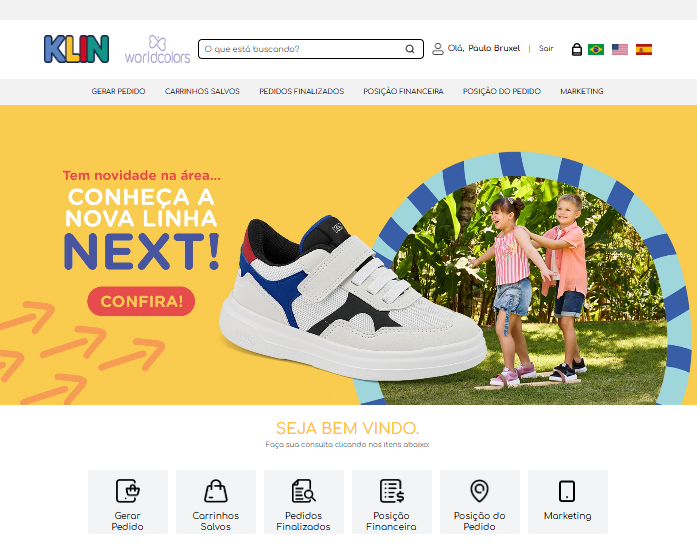 KLIN
worldcolors
O que está buscando?
Olá, Paulo Bruxel | Sair
GERAR PEDIDO CARRINHOS SALVOS PEDIDOS FINALIZADOS POSIÇÃO FINANCEIRA POSIÇÃO DO PEDIDO MARKETING
Tem novidade na área...
CONHEÇA A
NOVA LINHA
NEXT!
CONFIRA!
SEJA BEM VINDO.
Faça sua consulta clicando nos itens abaixo:
Gerar
Pedido
Carrinhos
Salvos
Pedidos
Finalizados
Posição
Financeira
Posição do
Pedido
Marketing